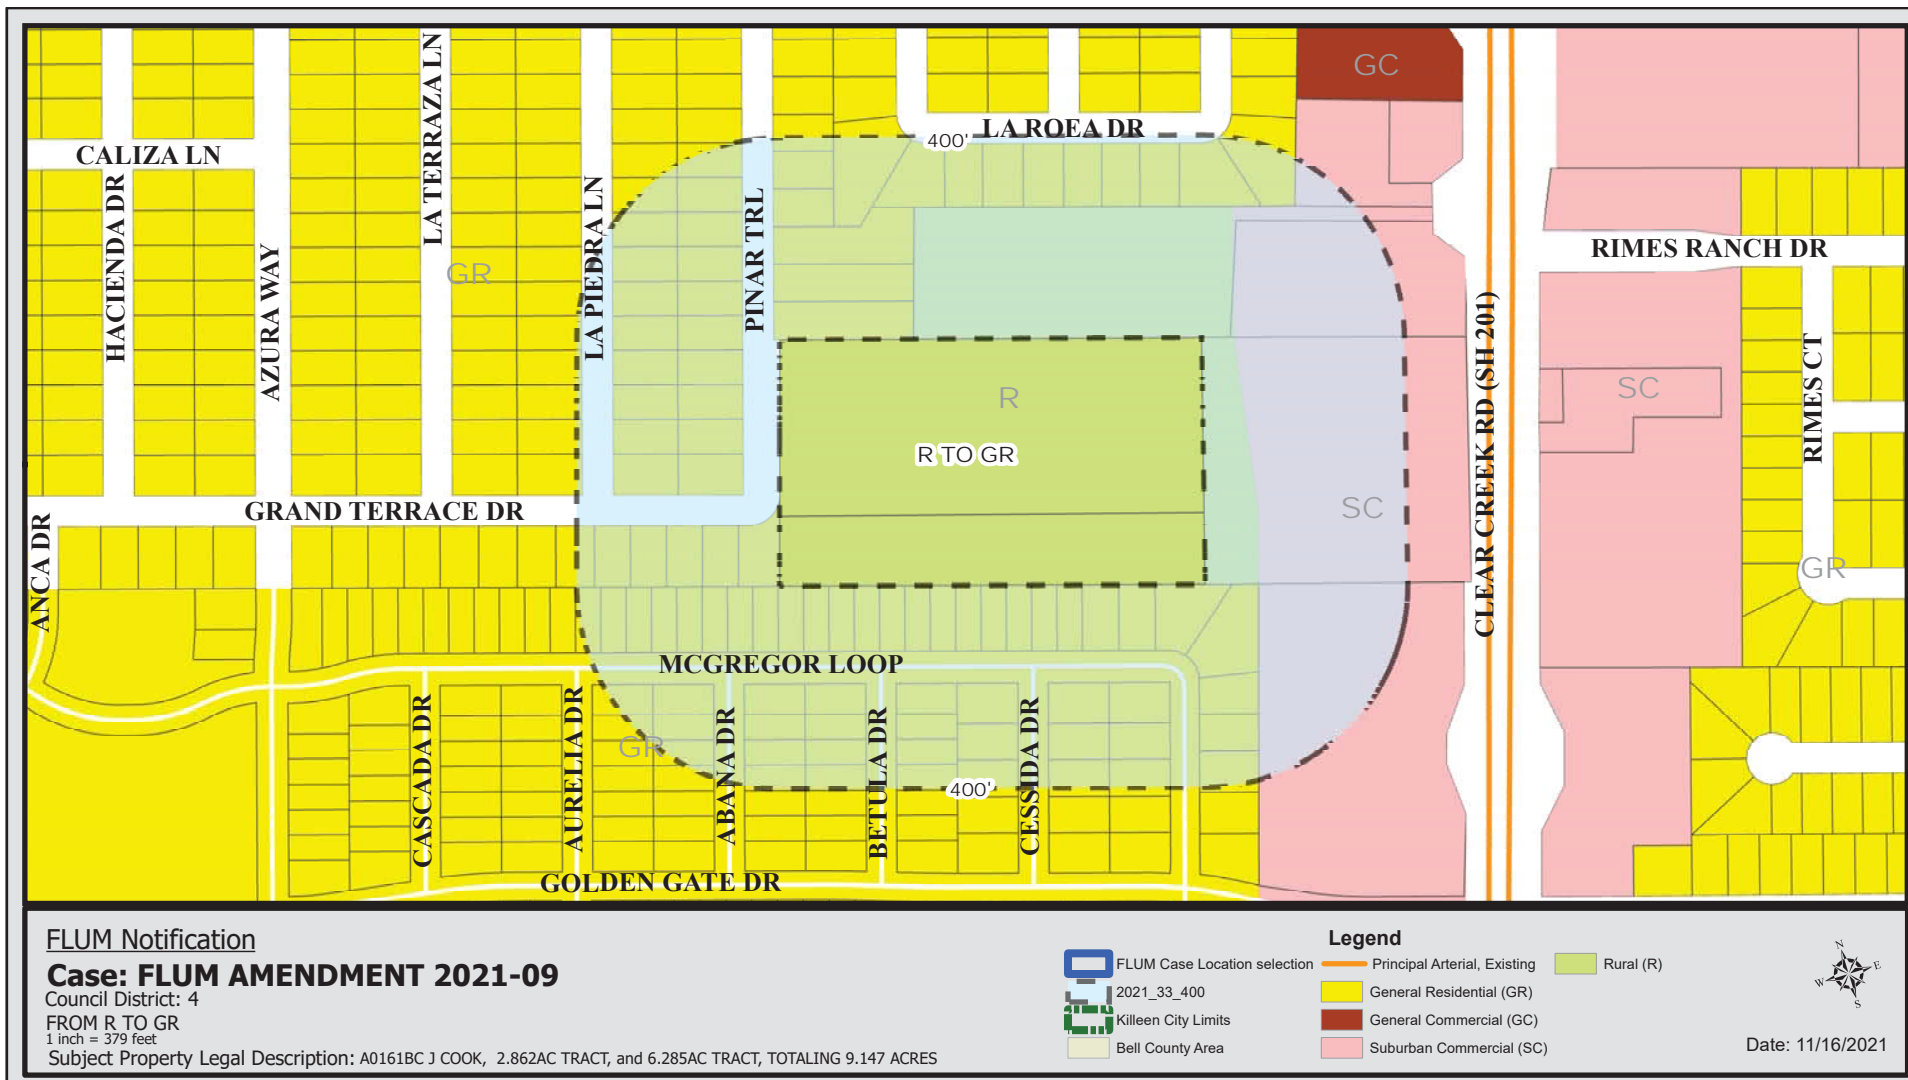 GC
LA ROEA DR
400'
CALIZA LN
HACIENDA DR
AZURA WAY
LA TERRAZA LN
LA PIEDRA LN
PINAR TRL
GR
RIMES RANCH DR
RIMES CT
CLEAR CREEK RD (SH 201)
R
R TO GR
SC
SC
GR
GRAND TERRACE DR
ANCA DR
MCGREGOR LOOP
GR
CASCADA DR
AURELIA DR
ABANA DR
BETULA DR
CESSIDA DR
400'
GOLDEN GATE DR
FLUM Notification
Case: FLUM AMENDMENT 2021-09
Council District: 4
FROM R TO GR
1 inch = 379 feet
Subject Property Legal Description: A0161BC J COOK, 2.862AC TRACT, and 6.285AC TRACT, TOTALING 9.147 ACRES
Legend
FLUM Case Location selection
2021_33_400
Killeen City Limits
Bell County Area
Principal Arterial, Existing
General Residential (GR)
General Commercial (GC)
Suburban Commercial (SC)
Rural (R)
N
E
S
W
Date: 11/16/2021